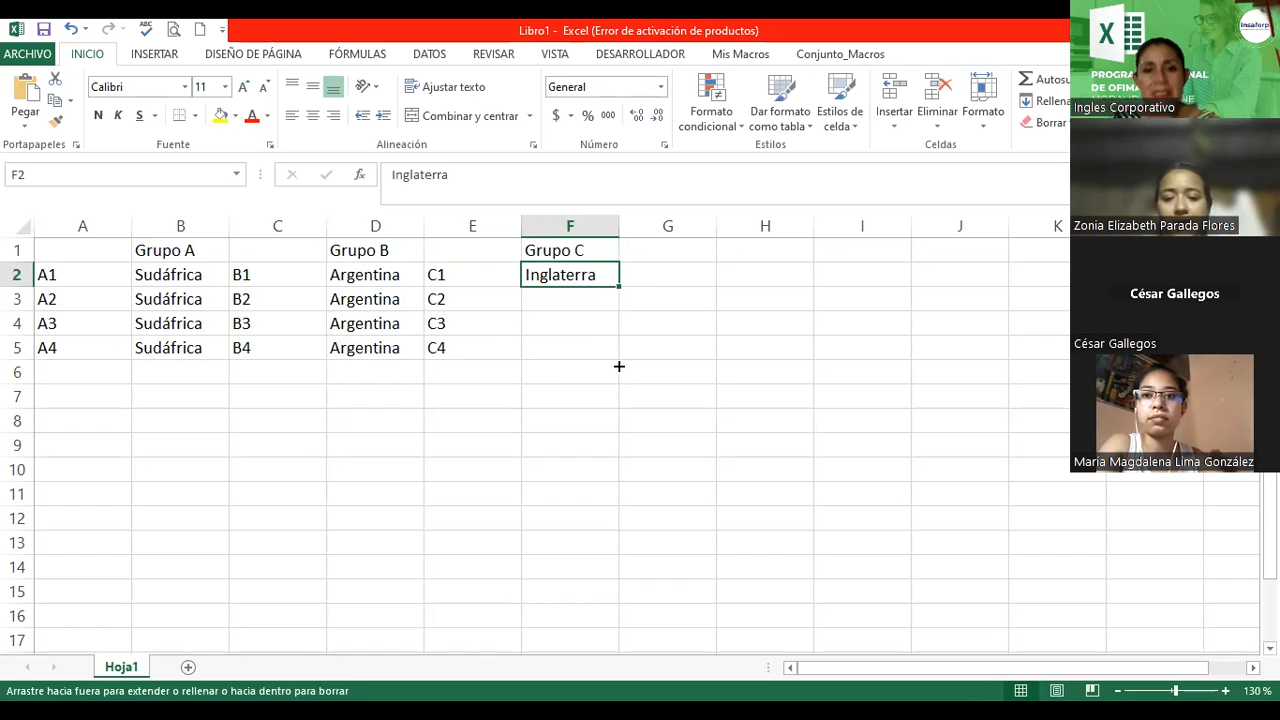 Libro1 - Excel (Error de activación de productos)
ARCHIVO INICIO INSERTAR DISEÑO DE PÁGINA FÓRMULAS DATOS REVISAR VISTA DESARROLLADOR Mis Macros Conjunto_Macros
Pegar
Calibri 11
N K S
Ajustar texto
Combinar y centrar
General
$ % 000
Formato condicional
Dar formato como tabla
Estilos de celda
Insertar
Eliminar
Formato
Autosu
Rellena
Borrar
Portapapeles Fuente Alineación Número Estilos Celdas
F2 fx Inglaterra
A B C D E F G H I J K
1 Grupo A Grupo B Grupo C
2 A1 Sudáfrica B1 Argentina C1 Inglaterra
3 A2 Sudáfrica B2 Argentina C2
4 A3 Sudáfrica B3 Argentina C3
5 A4 Sudáfrica B4 Argentina C4
6
7
8
9
10
11
12
13
14
15
16
17
Hoja1
Arrastre hacia fuera para extender o rellenar o hacia dentro para borrar
130 %
Insaforp
Ingles Corporativo
Zonia Elizabeth Parada Flores
César Gallegos
César Gallegos
Maria Magdalena Lima González